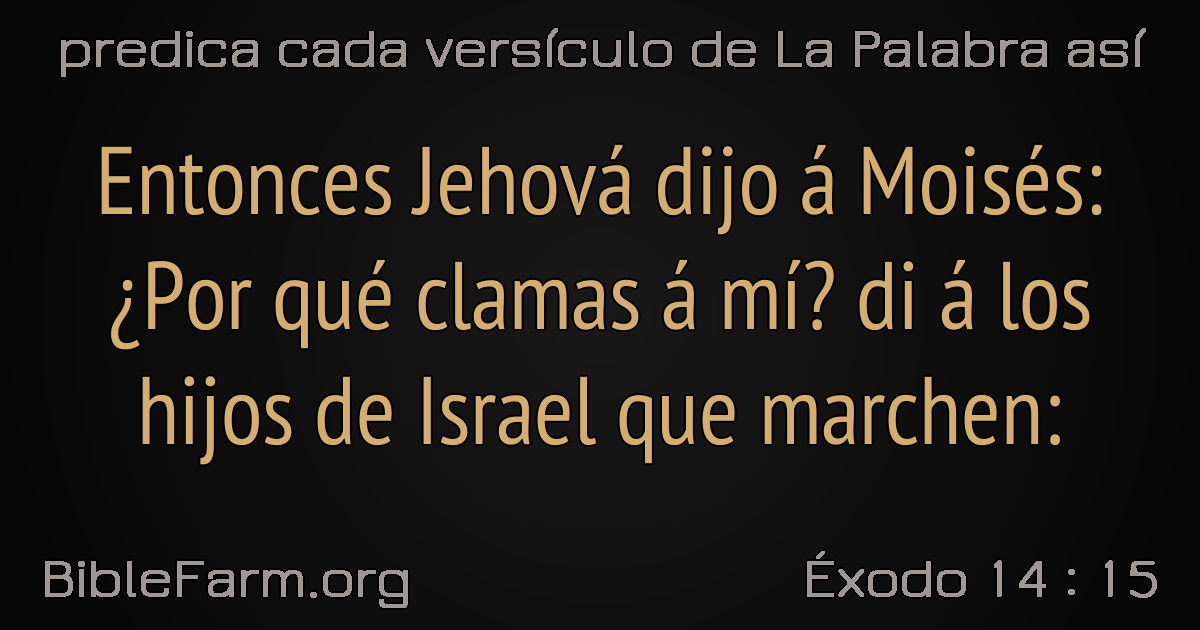 predica cada versículo de La Palabra así
Entonces Jehová dijo á Moisés:
¿Por qué clamas á mí? di á los
hijos de Israel que marchen:
BibleFarm.org
Éxodo 14 : 15